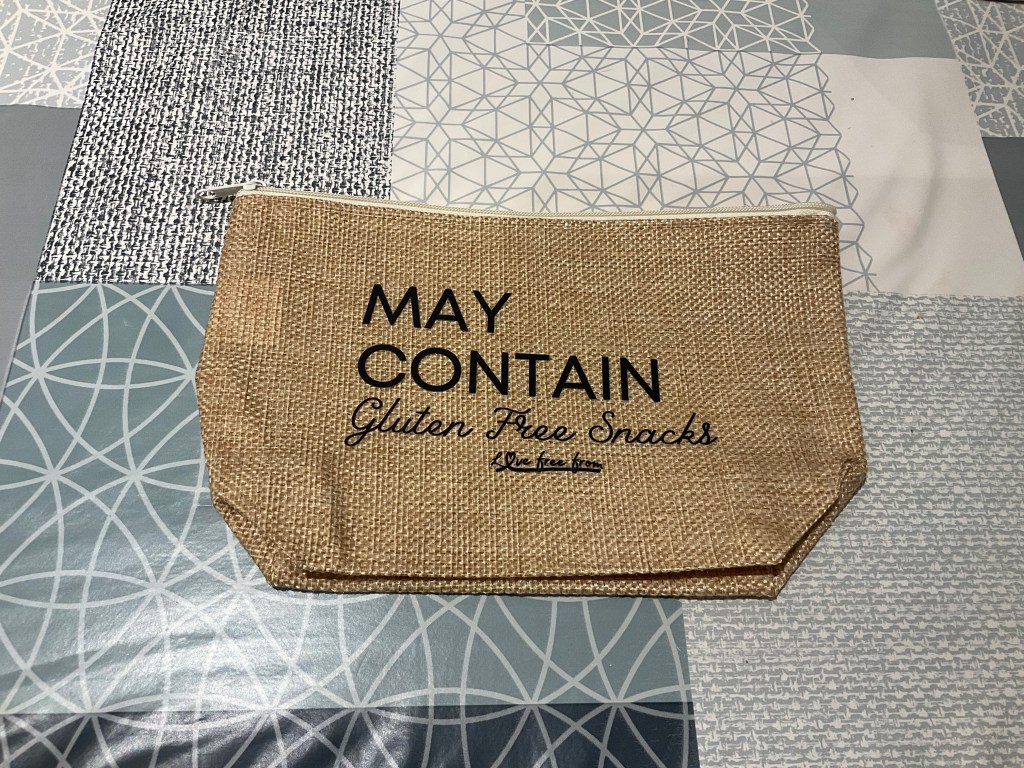 MAY
CONTAIN
Gluten Free Snacks
Love free from